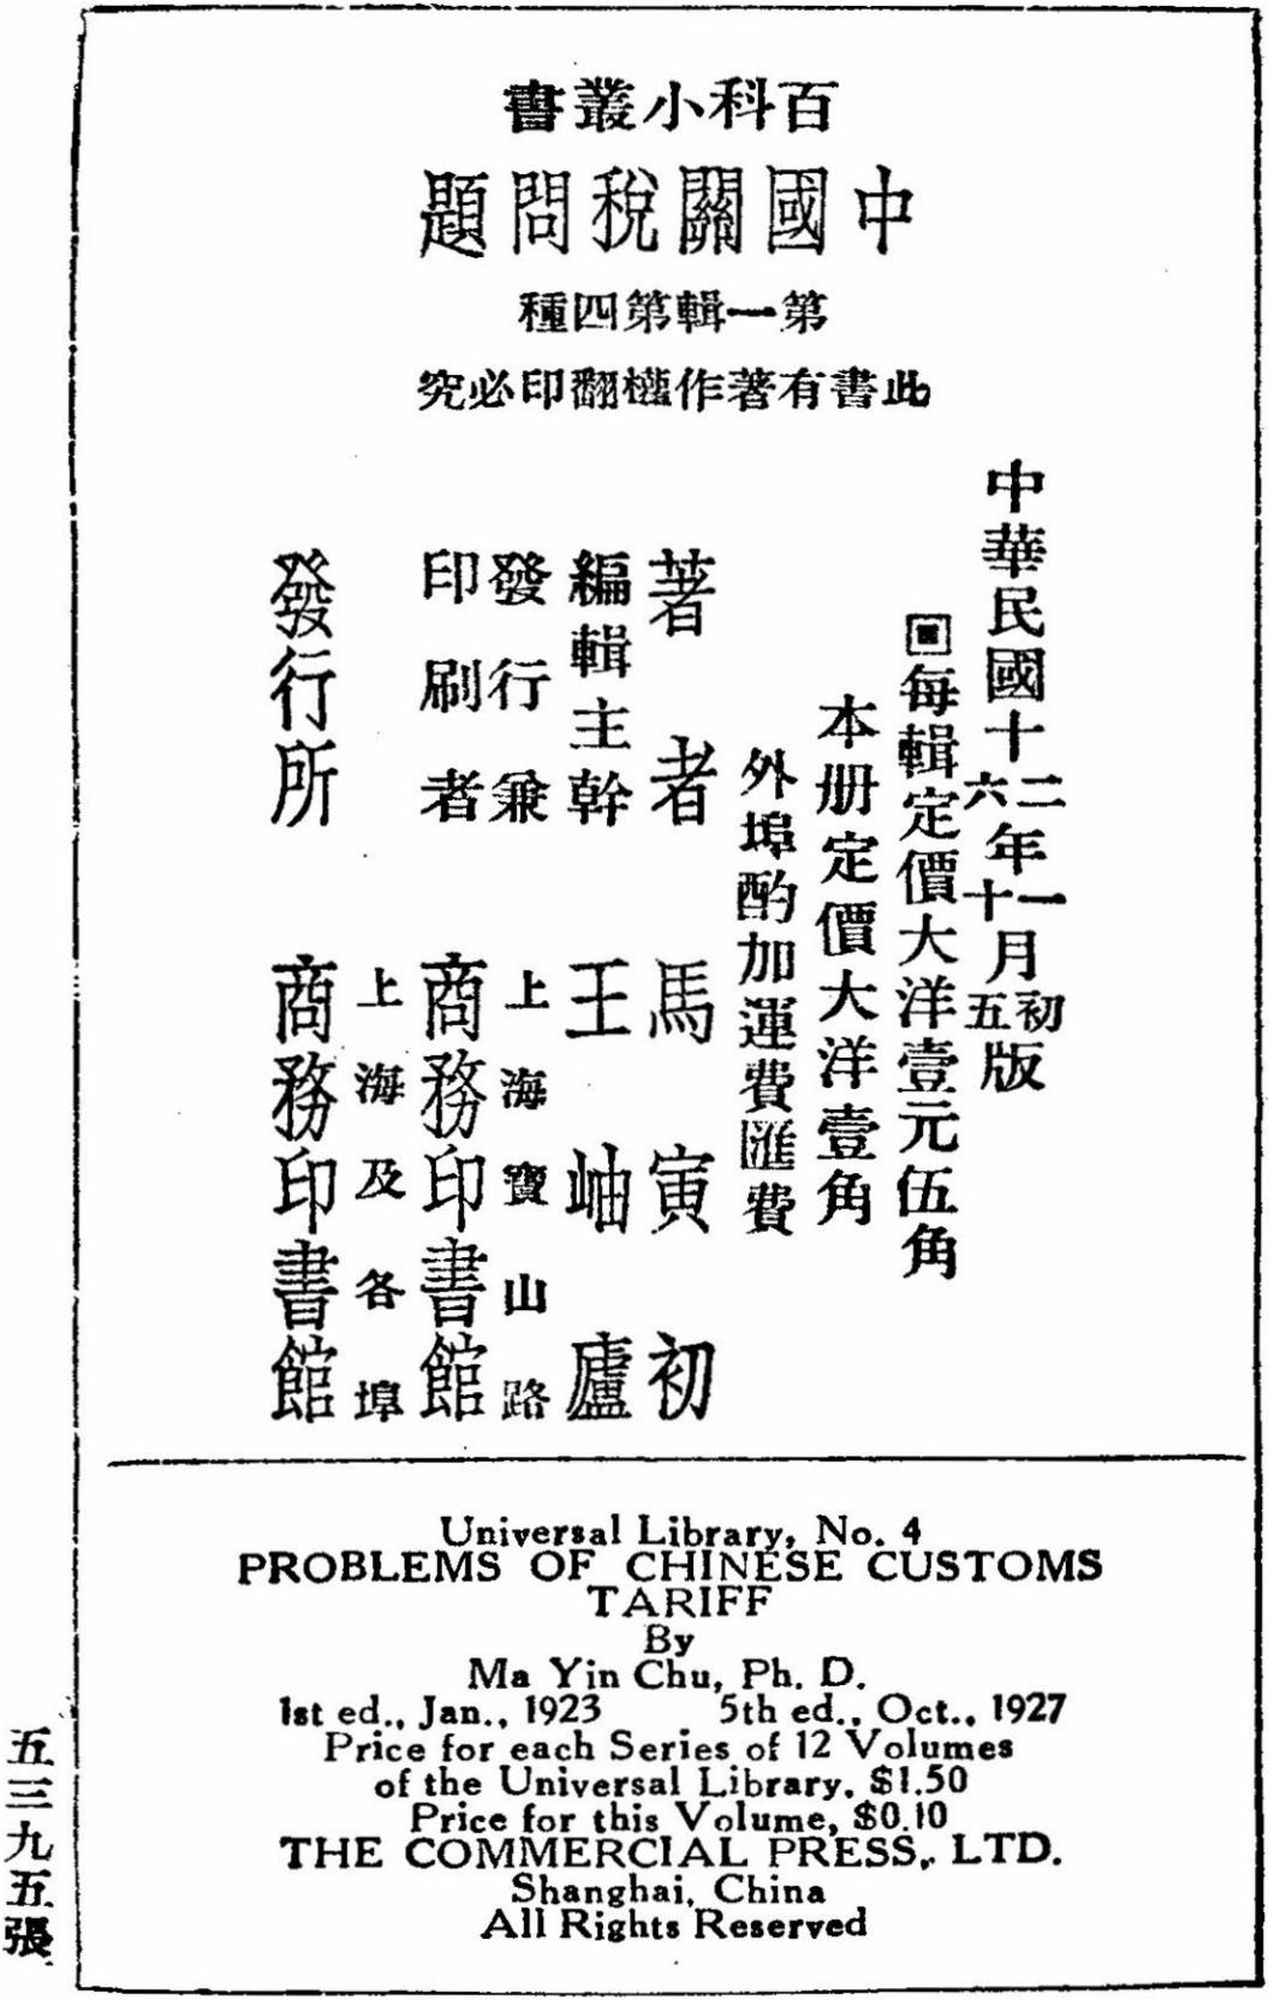 百科小叢書
中國關稅問題
第一輯第四種
此書有著作權翻印必究
中華民國十二年一月初版
六十五
每輯定價大洋壹元伍角
本册定價大洋壹角
外埠酌加運費匯費
著者 馬寅初
編輯主幹 王岫廬
發行兼印刷者 上海寶山路 商務印書館
發行所 上海及各埠 商務印書館
Universal Library, No. 4
PROBLEMS OF CHINESE CUSTOMS
TARIFF
By
Ma Yin Chu, Ph. D.
1st ed., Jan., 1923 5th ed., Oct., 1927
Price for each Series of 12 Volumes
of the Universal Library, $1.50
Price for this Volume, $0.10
THE COMMERCIAL PRESS, LTD.
Shanghai, China
All Rights Reserved
五三九五張